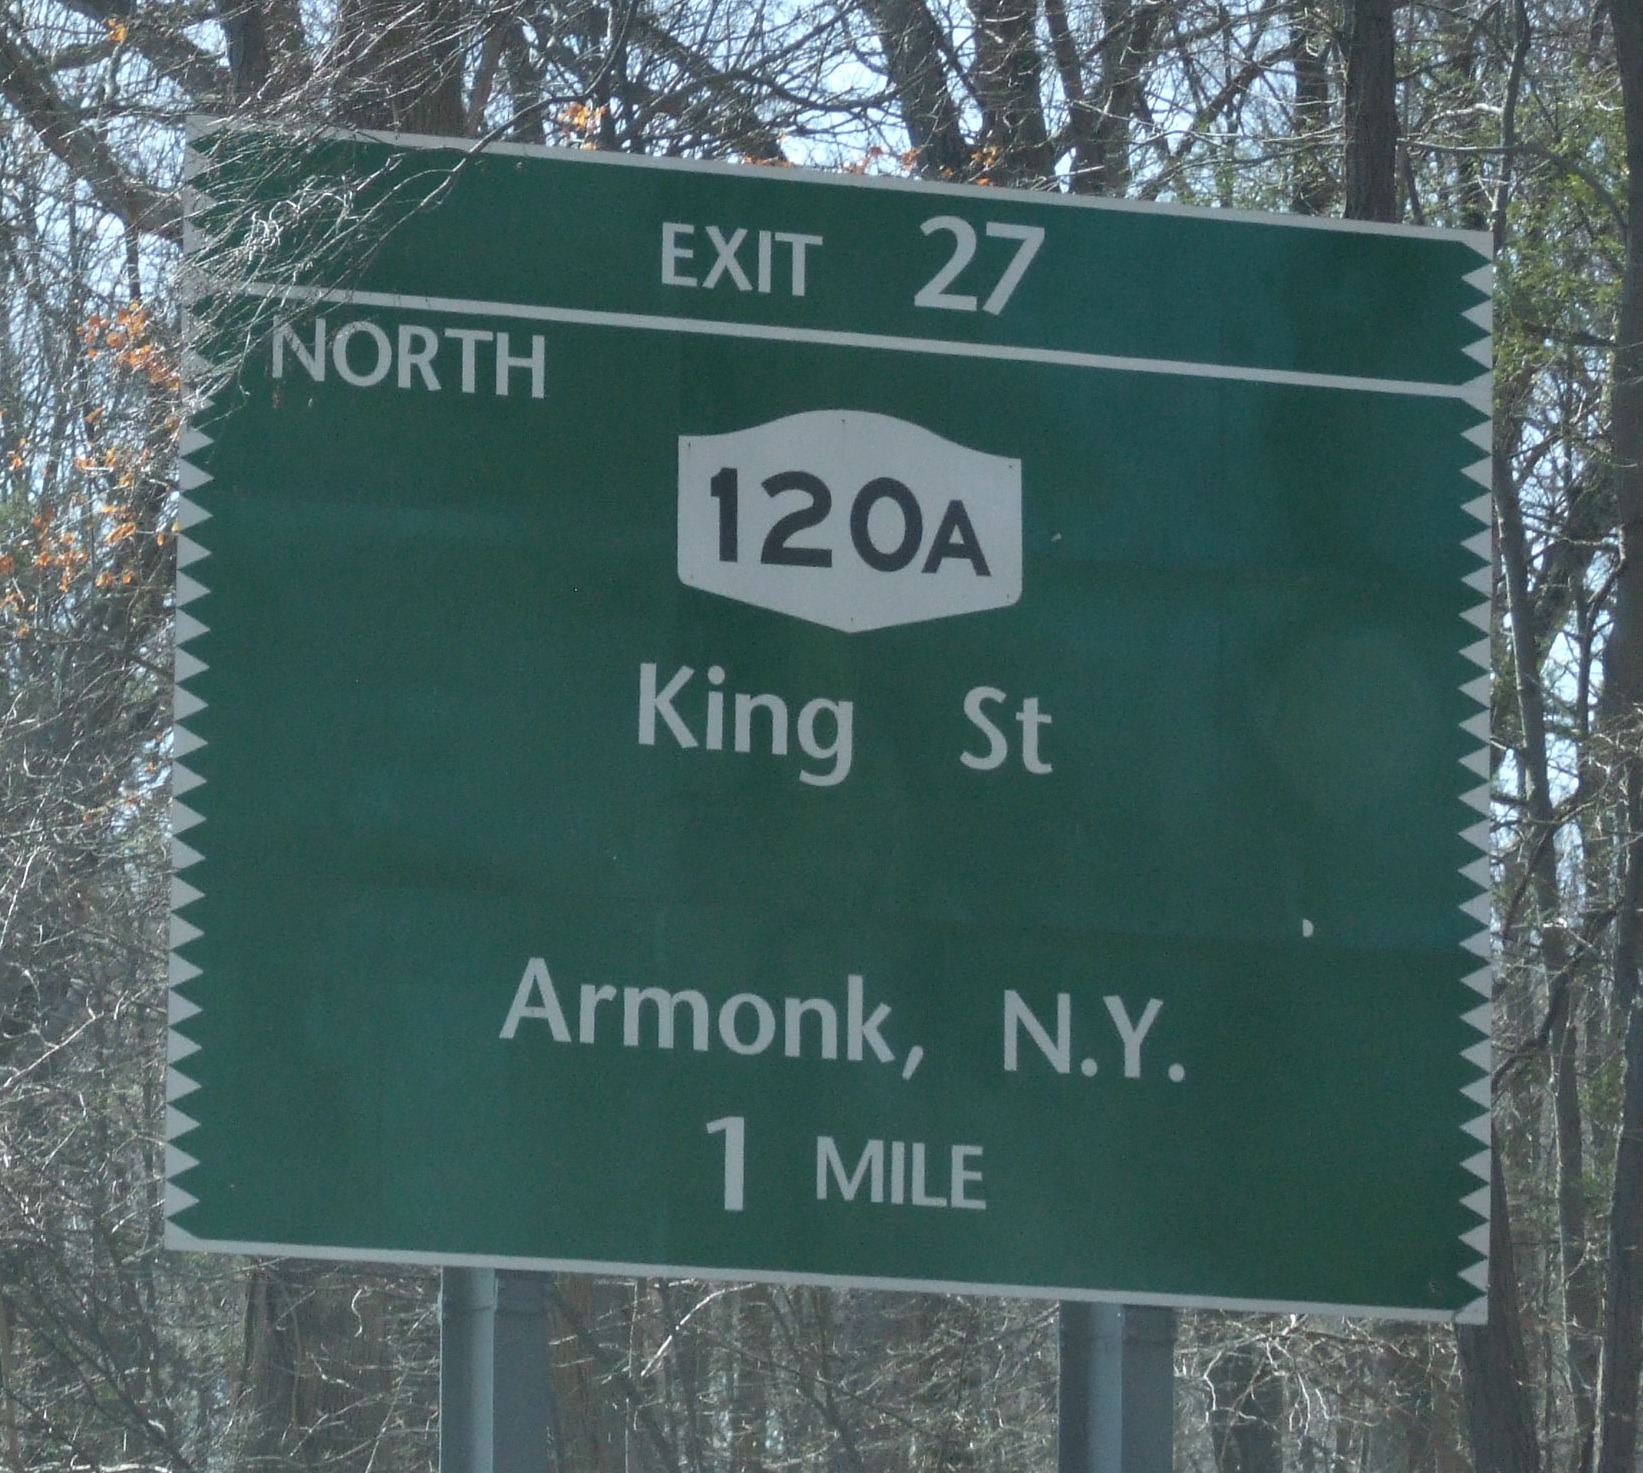 EXIT 27
NORTH
120A
King St
Armonk, N.Y.
1 MILE